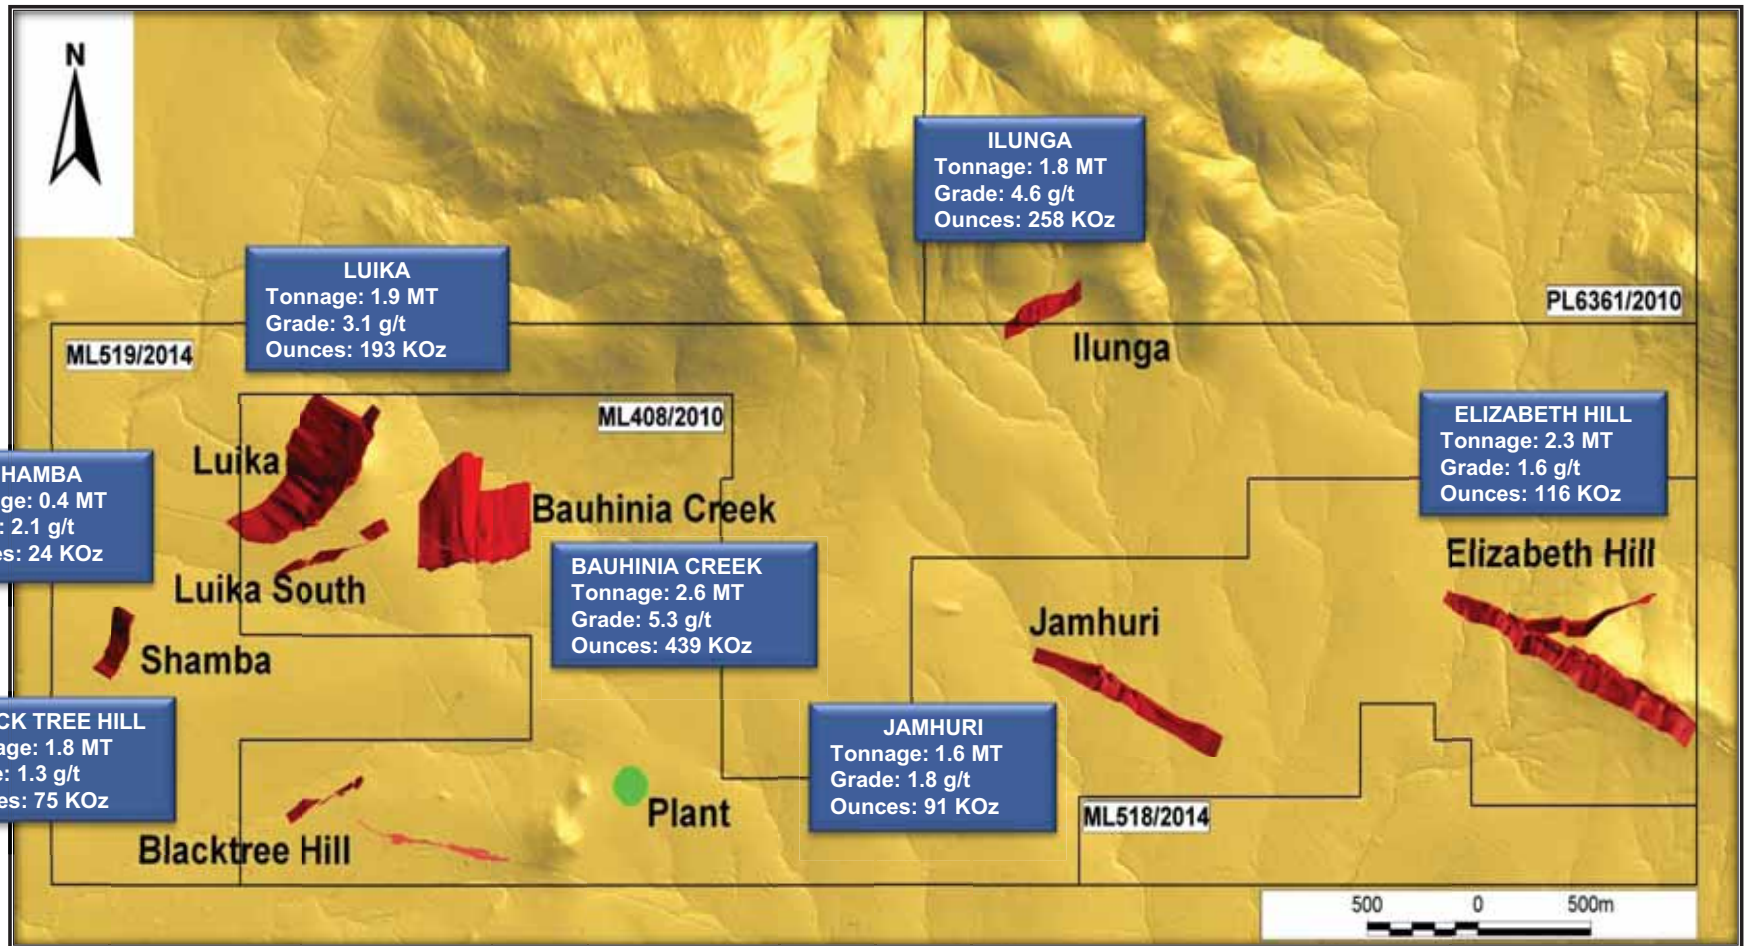 N
ILUNGA
Tonnage: 1.8 MT
Grade: 4.6 g/t
Ounces: 258 KOz
LUIKA
Tonnage: 1.9 MT
Grade: 3.1 g/t
Ounces: 193 KOz
PL6361/2010
ML519/2014
Ilunga
ML408/2010
ELIZABETH HILL
Tonnage: 2.3 MT
Grade: 1.6 g/t
Ounces: 116 KOz
Luika
HAMBA
ge: 0.4 MT
: 2.1 g/t
es: 24 KOz
Bauhinia Creek
Elizabeth Hill
BAUHINIA CREEK
Tonnage: 2.6 MT
Grade: 5.3 g/t
Ounces: 439 KOz
Luika South
Jamhuri
Shamba
CK TREE HILL
age: 1.8 MT
e: 1.3 g/t
es: 75 KOz
JAMHURI
Tonnage: 1.6 MT
Grade: 1.8 g/t
Ounces: 91 KOz
Plant
ML518/2014
Blacktree Hill
500 0 500m